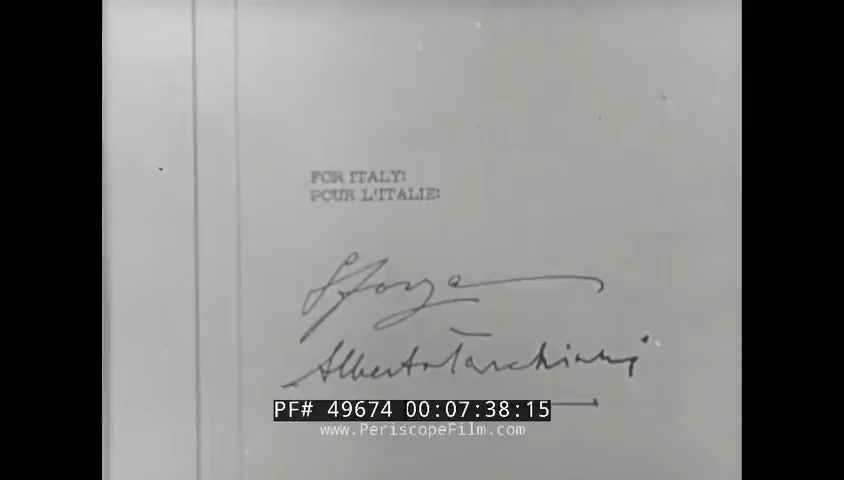 FOR ITALY:
POUR L'ITALIE:
Sforza
Alberto Tarchiani
PF# 49674 00:07:38:15
www.PeriscopeFilm.com